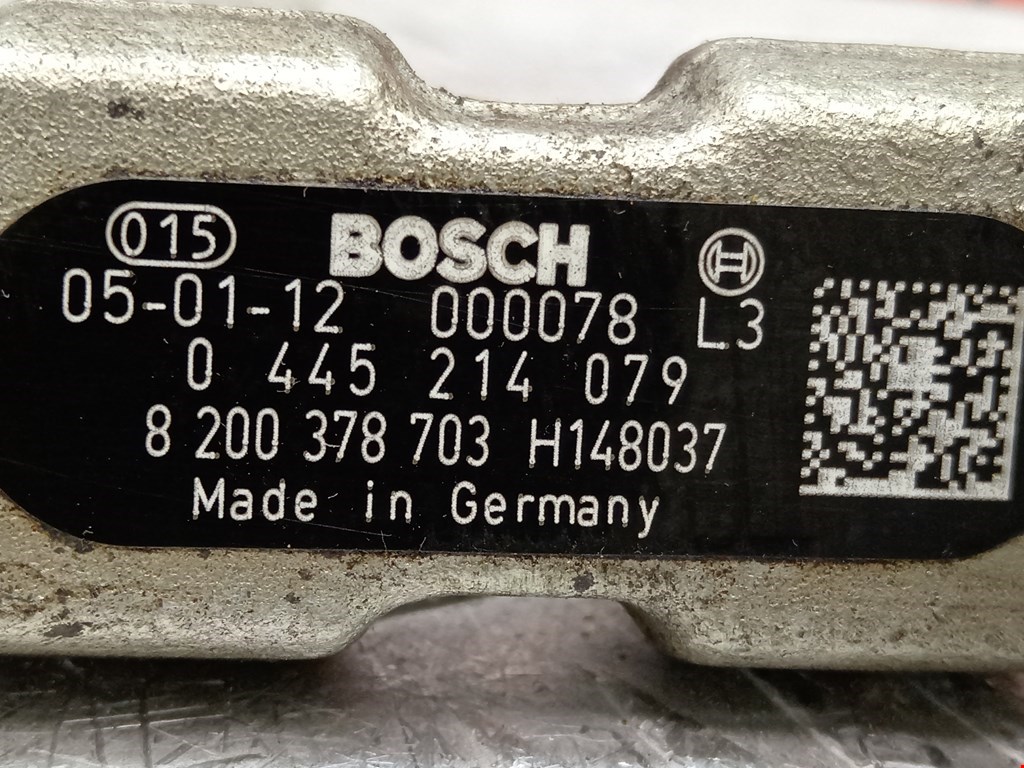 015 BOSCH
05-01-12 000078 L3
0 445 214 079
8 200 378 703 H148037
Made in Germany